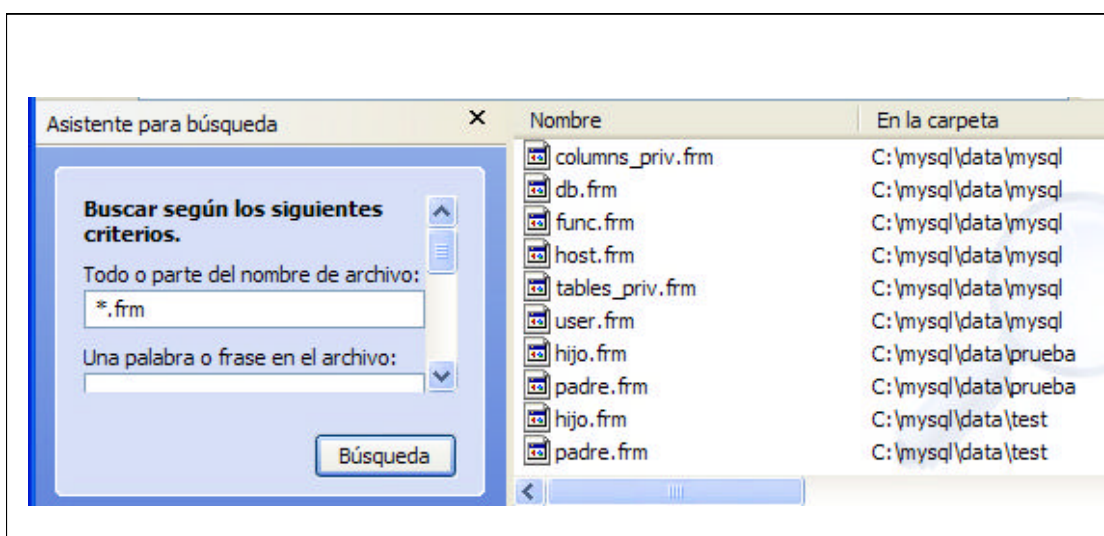 Asistente para búsqueda
Buscar según los siguientes
criterios.
Todo o parte del nombre de archivo:
*.frm
Una palabra o frase en el archivo:
Búsqueda
Nombre En la carpeta
columns_priv.frm C:\mysql\data\mysql
db.frm C:\mysql\data\mysql
func.frm C:\mysql\data\mysql
host.frm C:\mysql\data\mysql
tables_priv.frm C:\mysql\data\mysql
user.frm C:\mysql\data\mysql
hijo.frm C:\mysql\data\prueba
padre.frm C:\mysql\data\prueba
hijo.frm C:\mysql\data\test
padre.frm C:\mysql\data\test